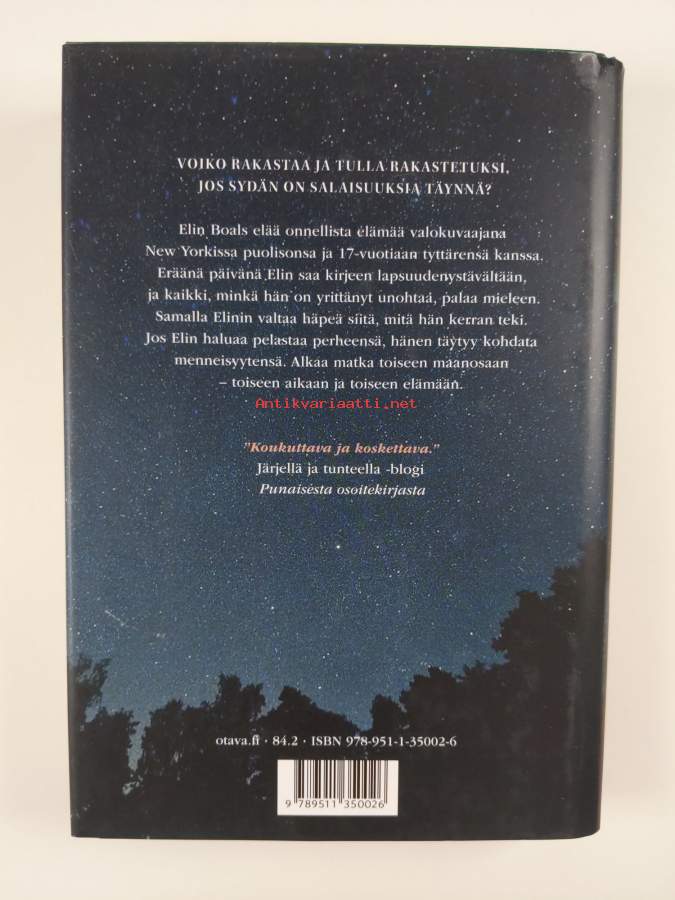 VOIKO RAKASTAA JA TULLA RAKASTETUKSI,
JOS SYDÄN ON SALAISUUKSIA TÄYNNÄ?
Elin Boals elää onnellista elämää valokuvaajana
New Yorkissa puolisonsa ja 17-vuotiaan tyttärensä kanssa.
Eräänä päivänä Elin saa kirjeen lapsuudenystävältään,
ja kaikki, minkä hän on yrittänyt unohtaa, palaa mieleen.
Samalla Elinin valtaa häpeä siitä, mitä hän kerran teki.
Jos Elin haluaa pelastaa perheensä, hänen täytyy kohdata
menneisyytensä. Alkaa matka toiseen maanosaan
– toiseen aikaan ja toiseen elämään.
Antikvariaatti.net
"Koukuttava ja koskettava."
Järjellä ja tunteella -blogi
Punaisesta osoitekirjasta
otava.fi · 84.2 · ISBN 978-951-1-35002-6
9 789511 350026